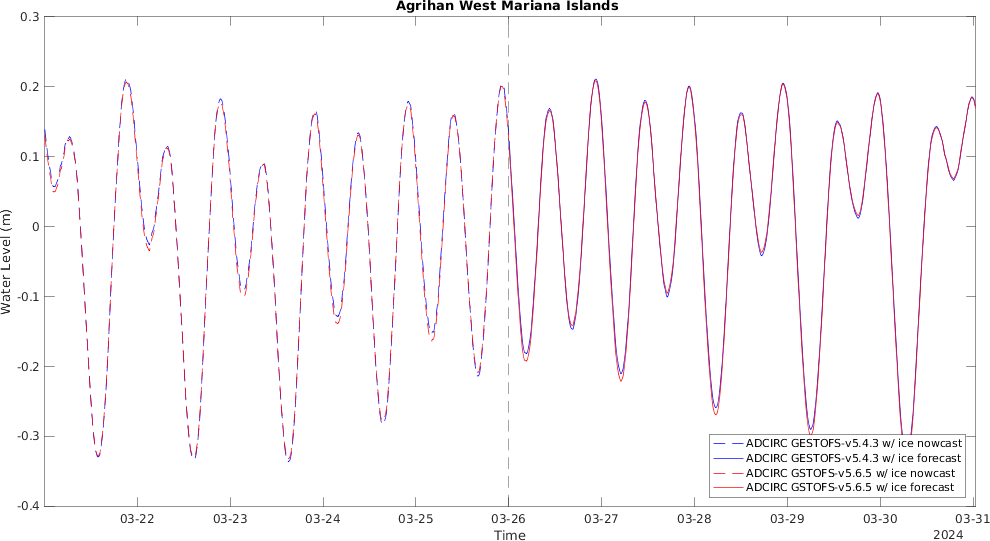 Agrihan West Mariana Islands
0.3
0.2
0.1
0
-0.1
-0.2
-0.3
-0.4
Water Level (m)
ADCIRC GESTOFS-v5.4.3 w/ ice nowcast
ADCIRC GESTOFS-v5.4.3 w/ ice forecast
ADCIRC GSTOFS-v5.6.5 w/ ice nowcast
ADCIRC GSTOFS-v5.6.5 w/ ice forecast
03-22 03-23 03-24 03-25 03-26 03-27 03-28 03-29 03-30 03-31
Time
2024